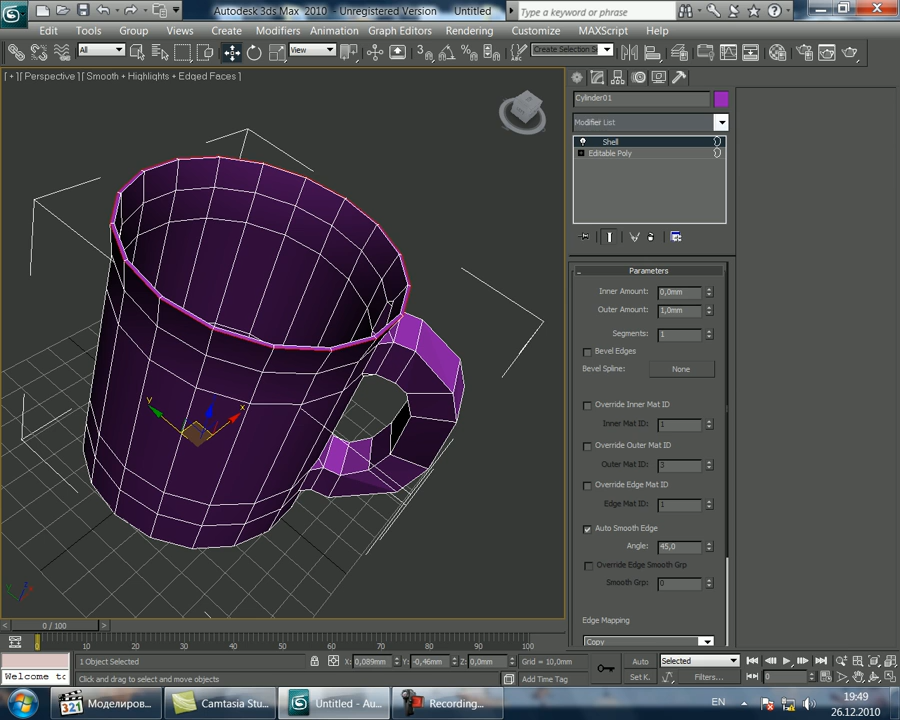 Autodesk 3ds Max 2010 - Unregistered Version Untitled
Type a keyword or phrase
Edit Tools Group Views Create Modifiers Animation Graph Editors Rendering Customize MAXScript Help
All View Create Selection S
[ + ] [ Perspective ] [ Smooth + Highlights + Edged Faces ]
Cylinder01
Modifier List
Shell
Editable Poly
Parameters
Inner Amount: 0,0mm
Outer Amount: 1,0mm
Segments: 1
Bevel Edges
Bevel Spline: None
Override Inner Mat ID
Inner Mat ID: 1
Override Outer Mat ID
Outer Mat ID: 3
Override Edge Mat ID
Edge Mat ID: 1
Auto Smooth Edge
Angle: 45,0
Override Edge Smooth Grp
Smooth Grp: 0
Edge Mapping
Copy
y x
0 / 100
0 10 20 30 40 50 60 70 80 90 100
1 Object Selected X: 0,089mm Y: -0,46mm Z: 0,0mm Grid = 10,0mm Auto Selected
Welcome to Click and drag to select and move objects Add Time Tag Set K. Filters... 0
Моделиров... Camtasia Stu... Untitled - Au... Recording... EN 19:49
26.12.2010